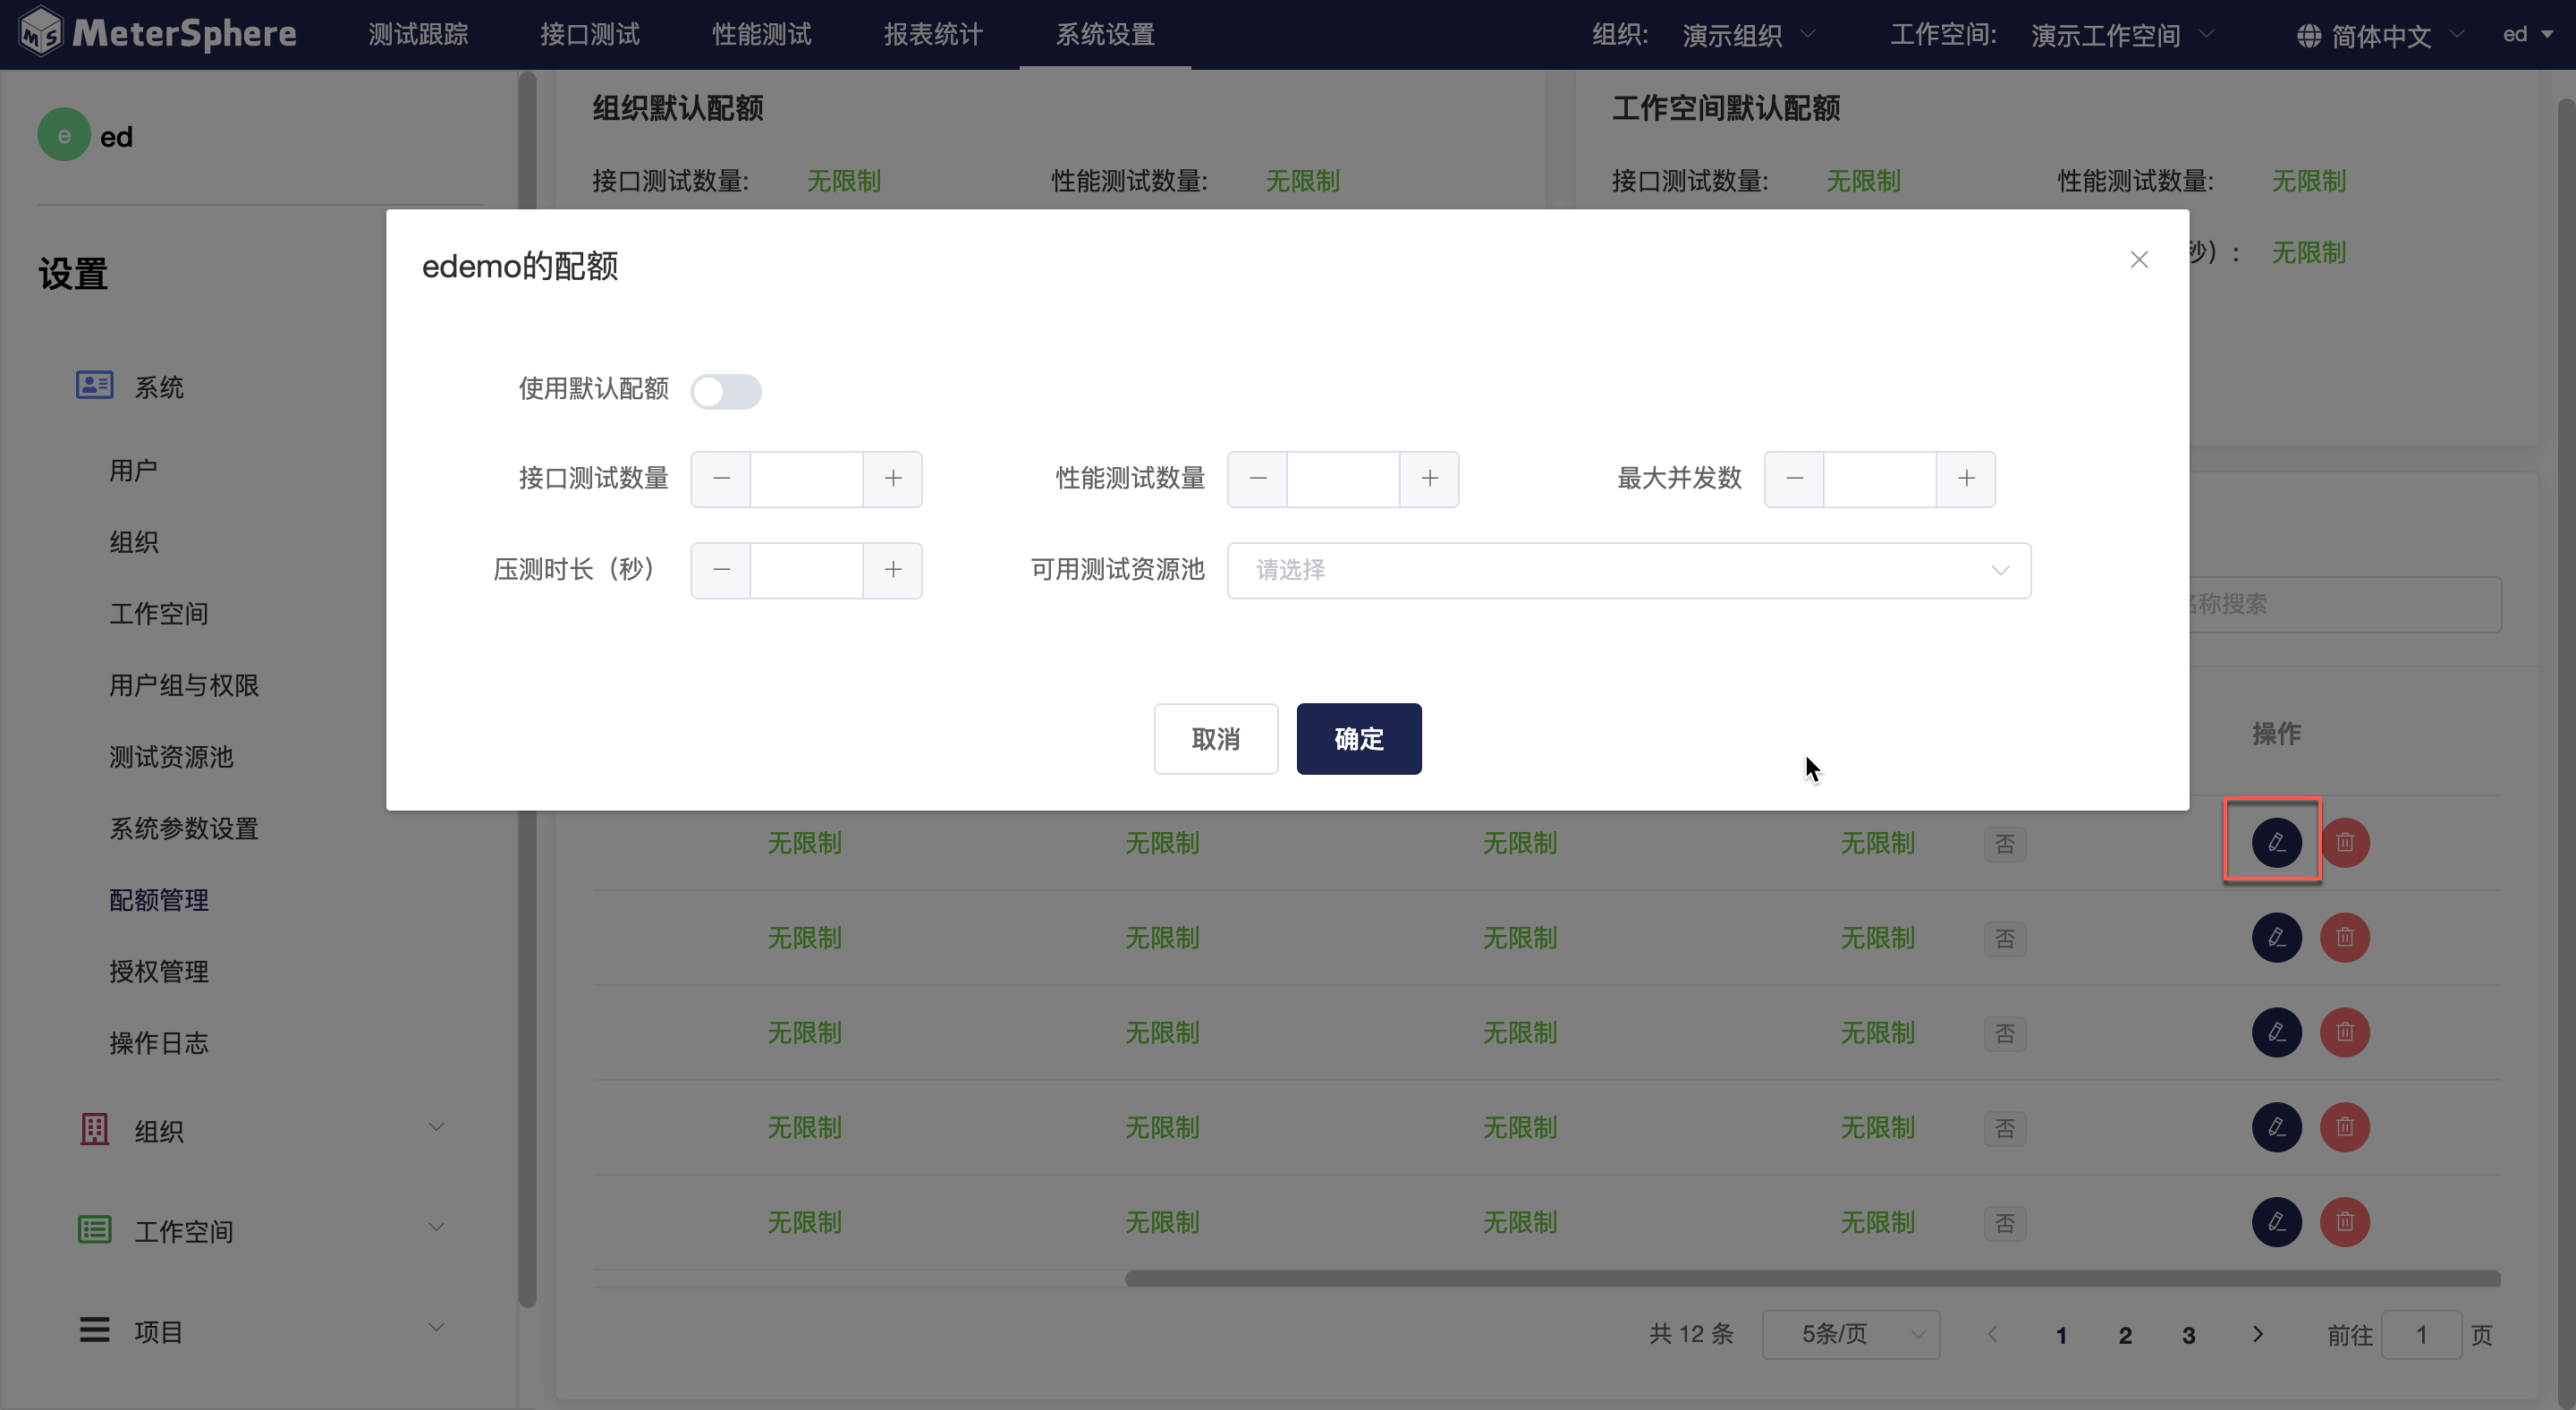 MeterSphere 测试跟踪 接口测试 性能测试 报表统计 系统设置 组织: 演示组织 工作空间: 演示工作空间 简体中文 ed
e ed
设置
系统
用户
组织
工作空间
用户组与权限
测试资源池
系统参数设置
配额管理
授权管理
操作日志
组织
工作空间
项目
组织默认配额
接口测试数量: 无限制 性能测试数量: 无限制
工作空间默认配额
接口测试数量: 无限制 性能测试数量: 无限制
秒）: 无限制
edemo的配额
使用默认配额
接口测试数量 性能测试数量 最大并发数
压测时长（秒） 可用测试资源池 请选择
取消 确定
称搜索
操作
无限制 无限制 无限制 无限制 否
无限制 无限制 无限制 无限制 否
无限制 无限制 无限制 无限制 否
无限制 无限制 无限制 无限制 否
无限制 无限制 无限制 无限制 否
共 12 条 5条/页 1 2 3 前往 1 页